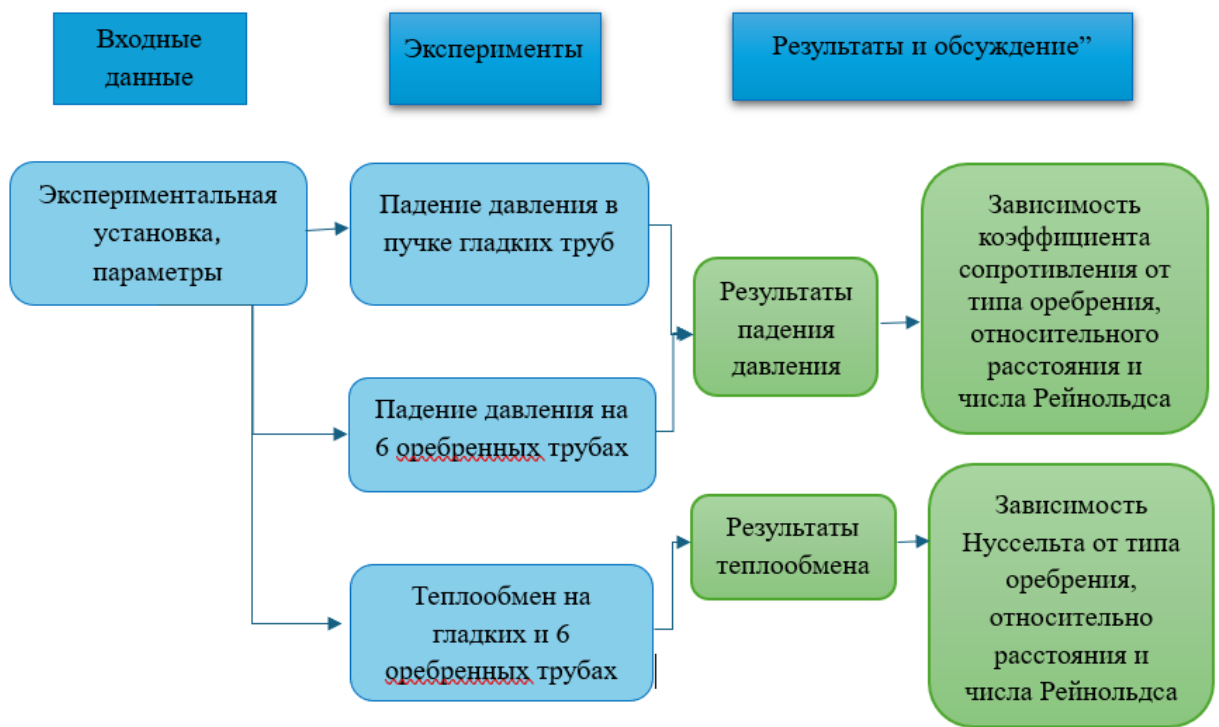 Входные
данные
Эксперименты
Результаты и обсуждение”
Экспериментальная
установка,
параметры
Падение давления в
пучке гладких труб
Падение давления на
6 оребренных трубах
Теплообмен на
гладких и 6
оребренных трубах
Результаты
падения
давления
Результаты
теплообмена
Зависимость
коэффициента
сопротивления от
типа оребрения,
относительного
расстояния и
числа Рейнольдса
Зависимость
Нуссельта от типа
оребрения,
относительно
расстояния и
числа Рейнольдса